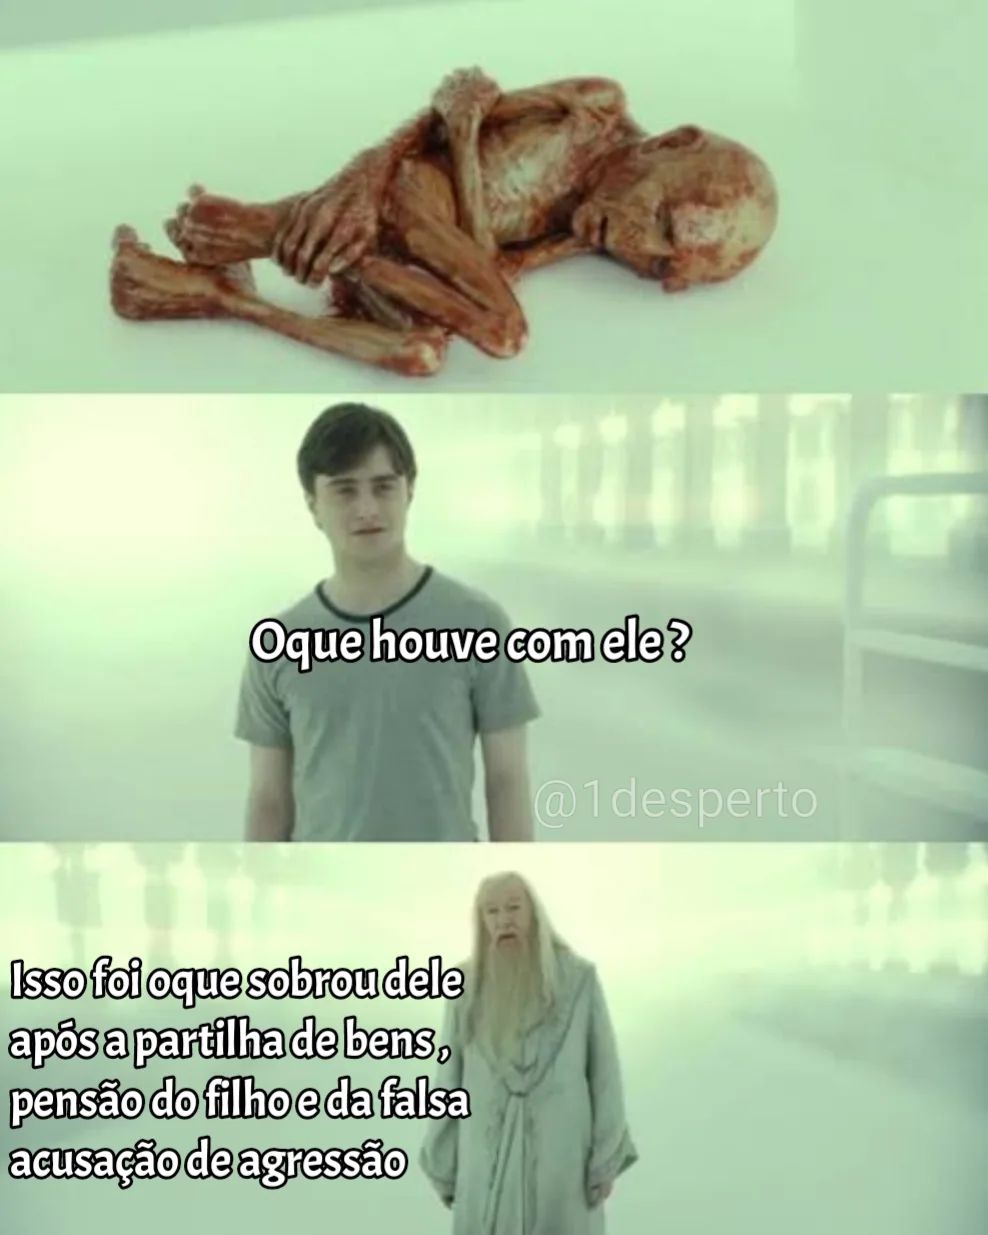 Oque houve com ele ?
@1desperto
Isso foi oque sobrou dele
após a partilha de bens ,
pensão do filho e da falsa
acusação de agressão